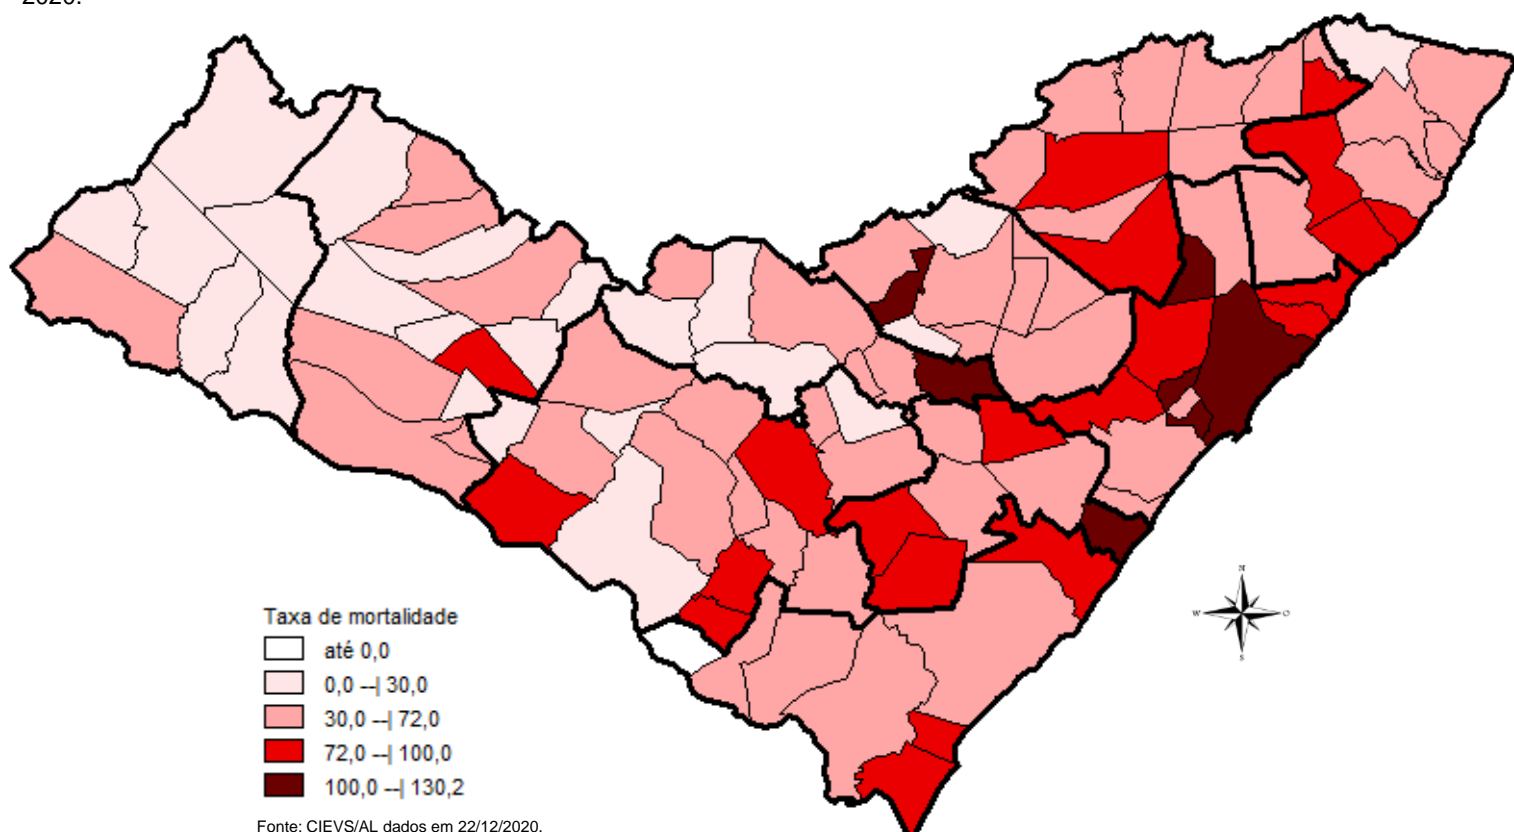 2020.
N
W
O
S
Taxa de mortalidade
até 0,0
0,0 --| 30,0
30,0 --| 72,0
72,0 --| 100,0
100,0 --| 130,2
Fonte: CIEVS/AL dados em 22/12/2020.